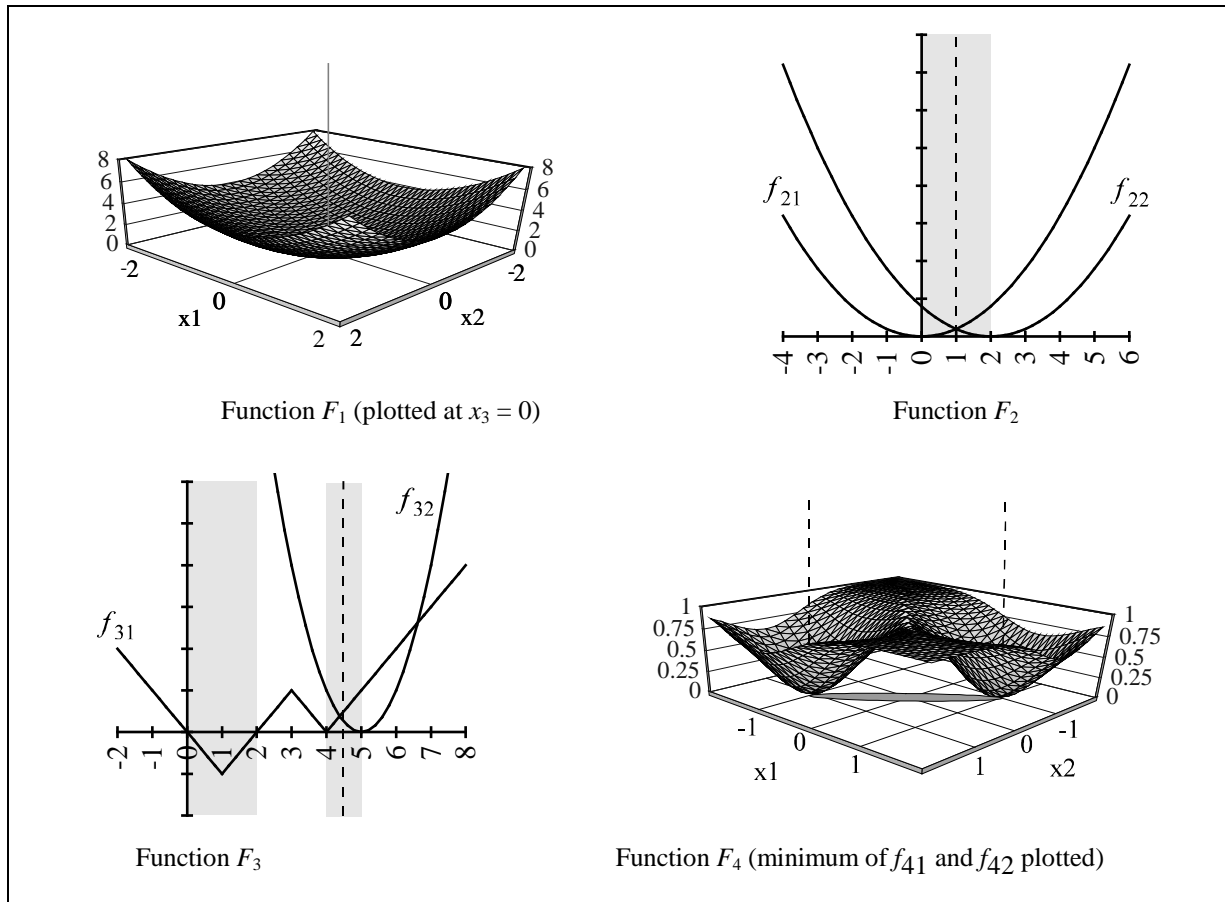 8
6
4
2
0
-2
0
x1
2
8
6
4
2
0
-2
0
x2
2
Function F1 (plotted at x3 = 0)
f21
f22
-4 -3 -2 -1 0 1 2 3 4 5 6
Function F2
f31
f32
-2 -1 0 1 2 3 4 5 6 7 8
Function F3
1
0.75
0.5
0.25
0
-1
0
1
x1
1
0.75
0.5
0.25
0
-1
0
1
x2
Function F4 (minimum of f41 and f42 plotted)